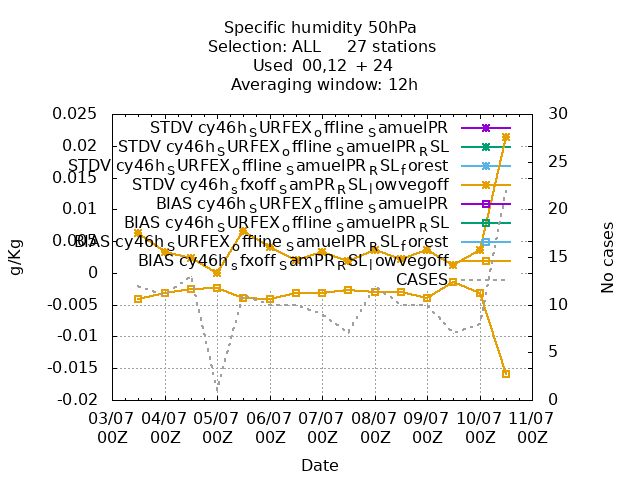 Specific humidity 50hPa
Selection: ALL 27 stations
Used 00,12 + 24
Averaging window: 12h
0.025
0.02
0.015
0.01
0.005
0
-0.005
-0.01
-0.015
-0.02
g/Kg
STDV cy46h_SURFEX_offline_SamuelPR
STDV cy46h_SURFEX_offline_SamuelPR_RSL
STDV cy46h_SURFEX_offline_SamuelPR_RSL_forest
STDV cy46h_sfxoff_SamPR_RSL_lowvegoff
BIAS cy46h_SURFEX_offline_SamuelPR
BIAS cy46h_SURFEX_offline_SamuelPR_RSL
BIAS cy46h_SURFEX_offline_SamuelPR_RSL_forest
BIAS cy46h_sfxoff_SamPR_RSL_lowvegoff
CASES
30
25
20
15
10
5
0
No cases
03/07 04/07 05/07 06/07 07/07 08/07 09/07 10/07 11/07
00Z 00Z 00Z 00Z 00Z 00Z 00Z 00Z 00Z
Date